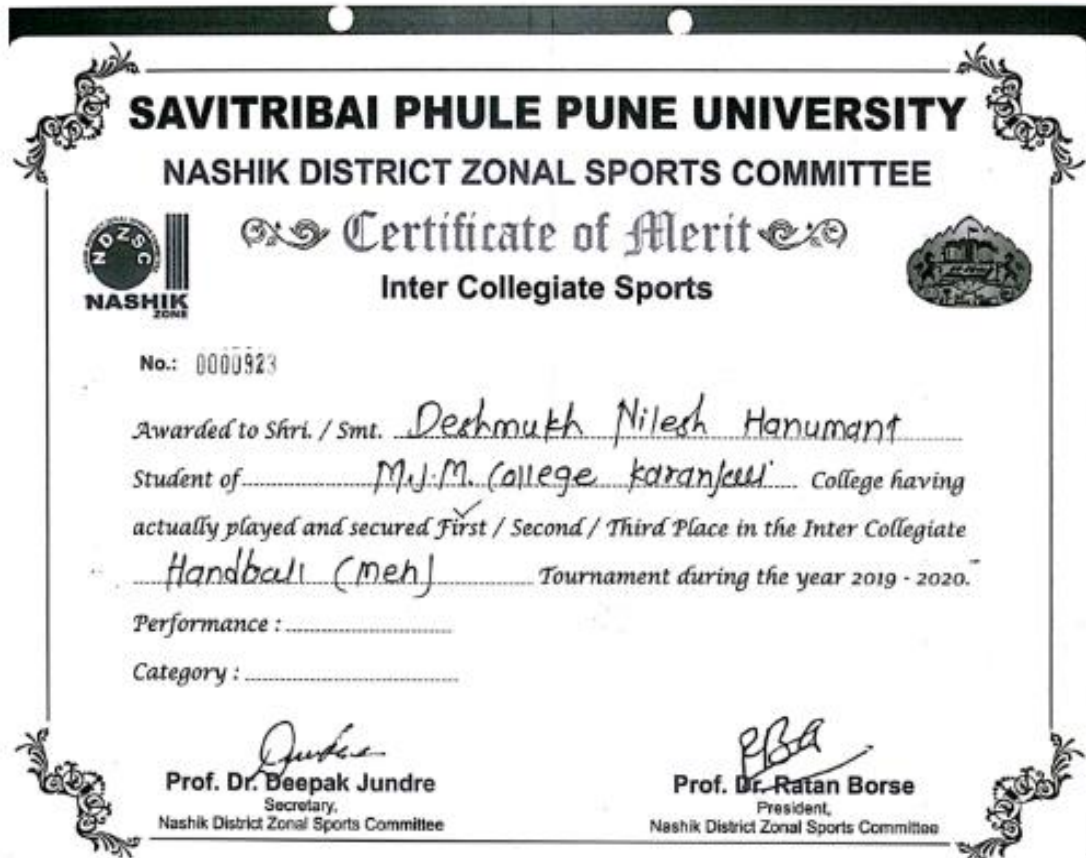 SAVITRIBAI PHULE PUNE UNIVERSITY
NASHIK DISTRICT ZONAL SPORTS COMMITTEE
NDZSC
NASHIK
ZONE
Certificate of Merit
Inter Collegiate Sports
No.: 0000923
Awarded to Shri. / Smt. Deshmukh Nilesh Hanumant
Student of M.J.M. College Karanjali College having
actually played and secured First / Second / Third Place in the Inter Collegiate
Handball (men) Tournament during the year 2019 - 2020.
Performance :
Category :
Prof. Dr. Deepak Jundre
Secretary,
Nashik District Zonal Sports Committee
Prof. Dr. Ratan Borse
President,
Nashik District Zonal Sports Committee